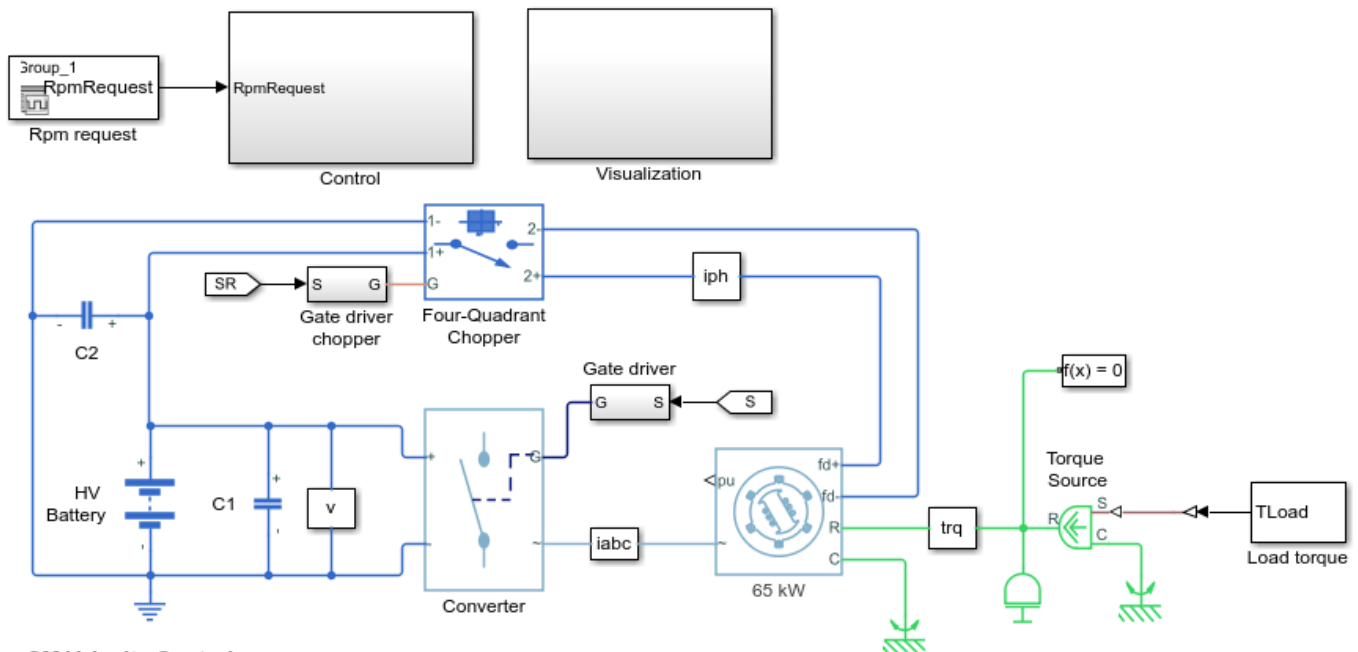 Group_1
RpmRequest
Rpm request
RpmRequest
Control
Visualization
1-
1+
G
2-
2+
Four-Quadrant
Chopper
SR
S G
Gate driver
chopper
iph
- +
C2
Gate driver
G S
S
f(x) = 0
+
HV
Battery
-
+
C1
-
v
+
-
G
~
Converter
iabc
pu
~
fd+
fd-
R
C
65 kW
trq
Torque
Source
S
R
C
TLoad
Load torque